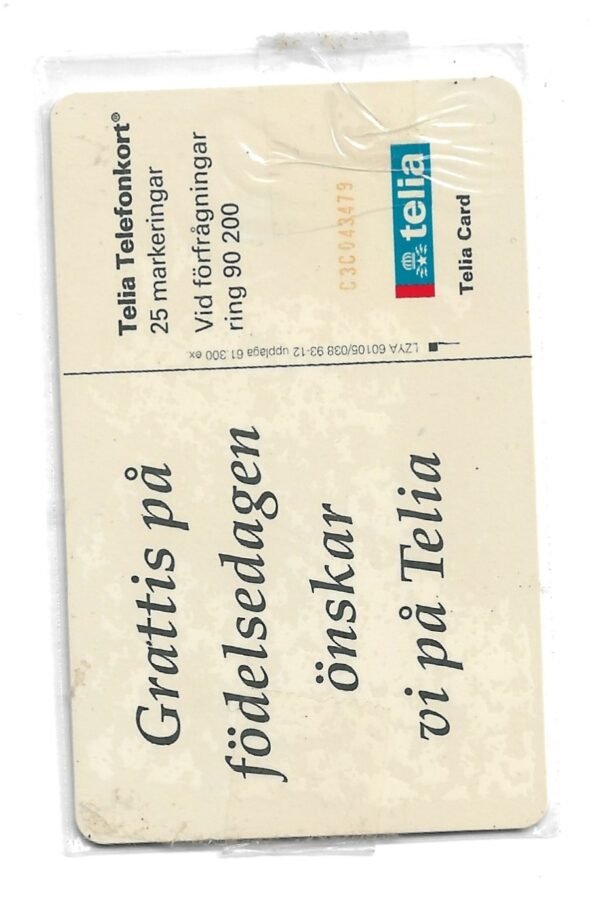 Grattis på
födelsedagen
önskar
vi på Telia
Telia Telefonkort®
25 markeringar
Vid förfrågningar
ring 90 200
C3C043479
telia
Telia Card
LZYA 60105/038 93-12 upplaga 61.300 ex